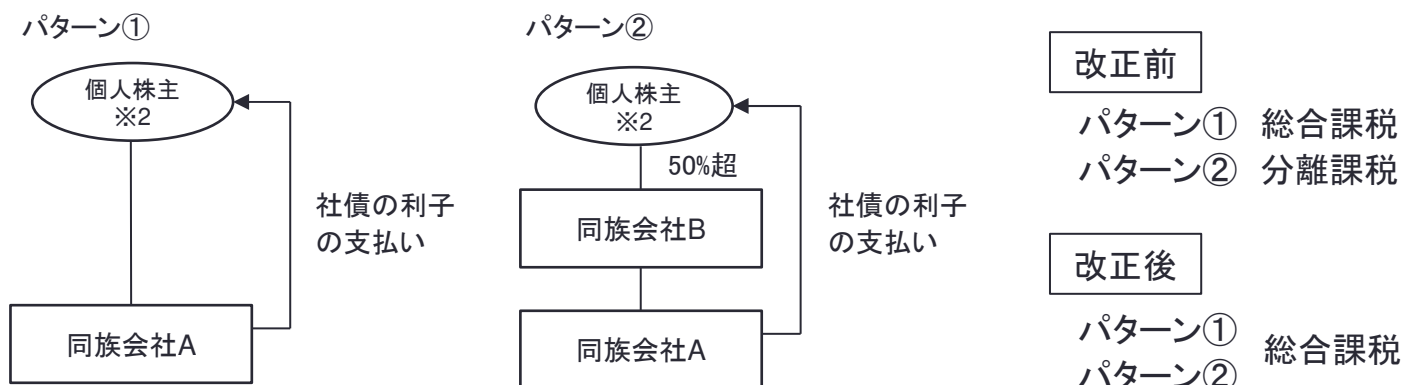 パターン①
個人株主
※2
社債の利子
の支払い
同族会社A
パターン②
個人株主
※2
50%超
同族会社B
社債の利子
の支払い
同族会社A
改正前
パターン① 総合課税
パターン② 分離課税
改正後
パターン①
総合課税
パターン②